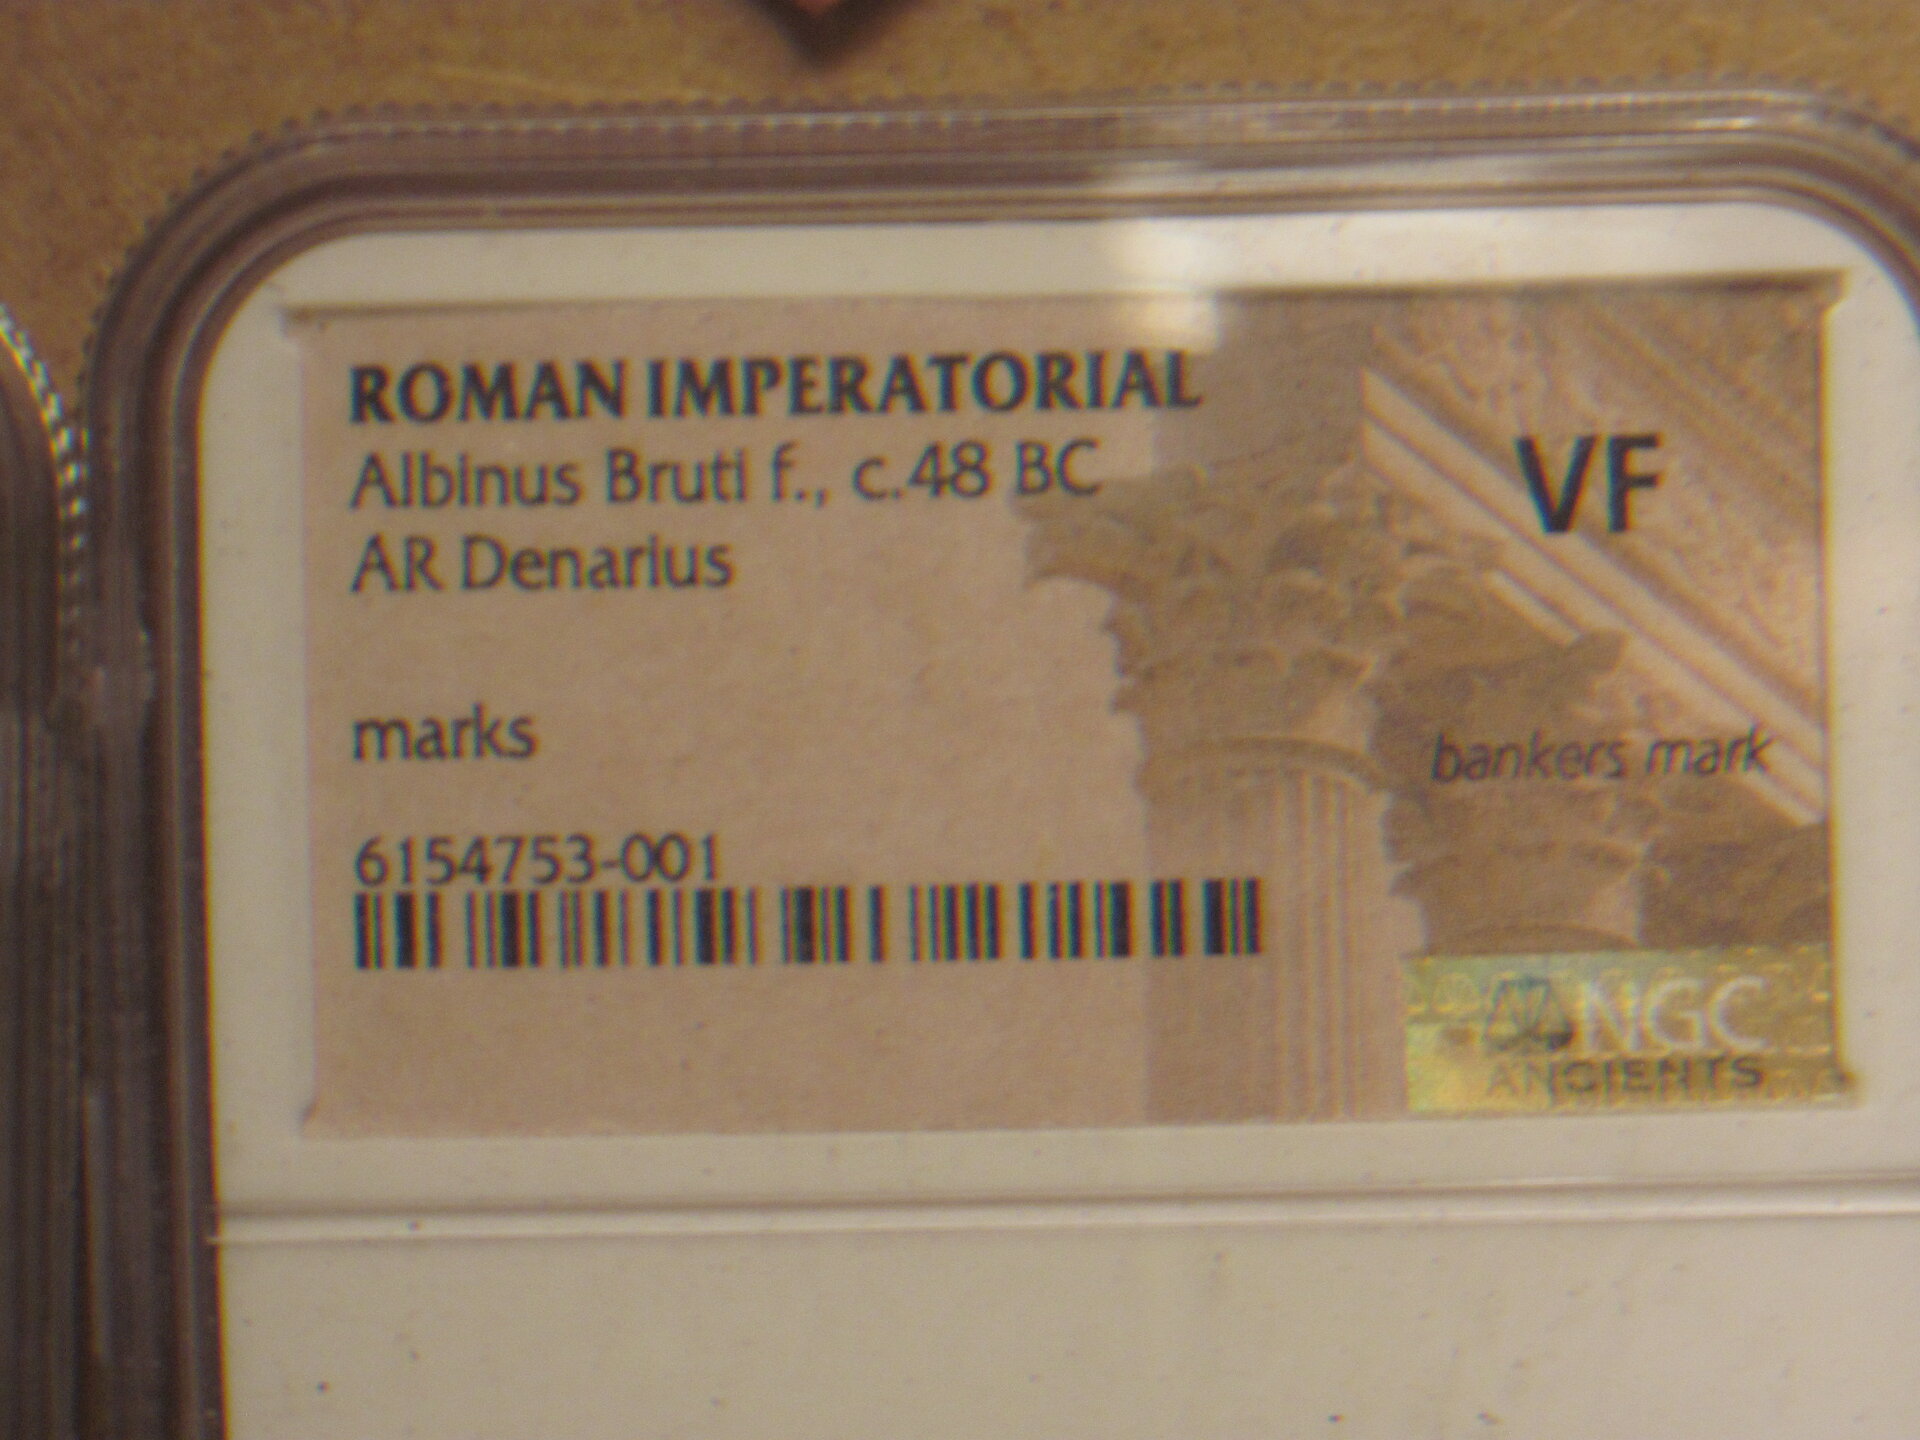 ROMAN IMPERATORIAL
Albinus Bruti f., c.48 BC
AR Denarius
VF
marks
bankers mark
6154753-001
NGC
ANCIENTS